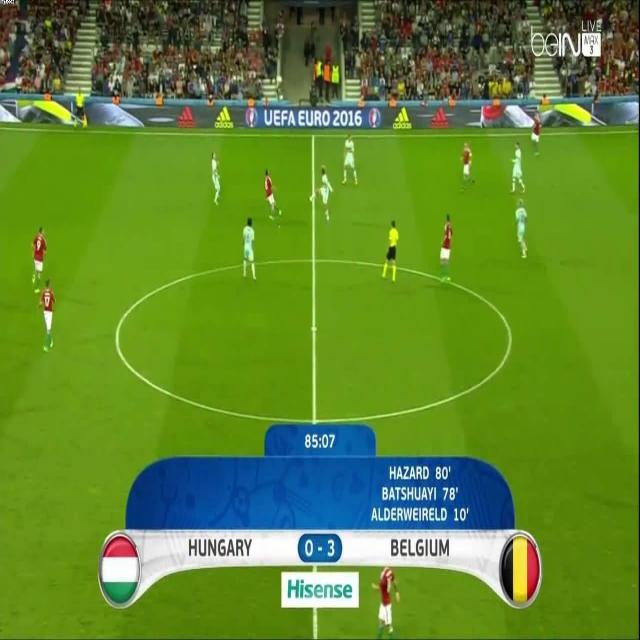 LIVE
beIN MAX
3
adidas
UEFA EURO 2016
adidas
85:07
HAZARD 80'
BATSHUAYI 78'
ALDERWEIRELD 10'
HUNGARY 0 - 3 BELGIUM
Hisense